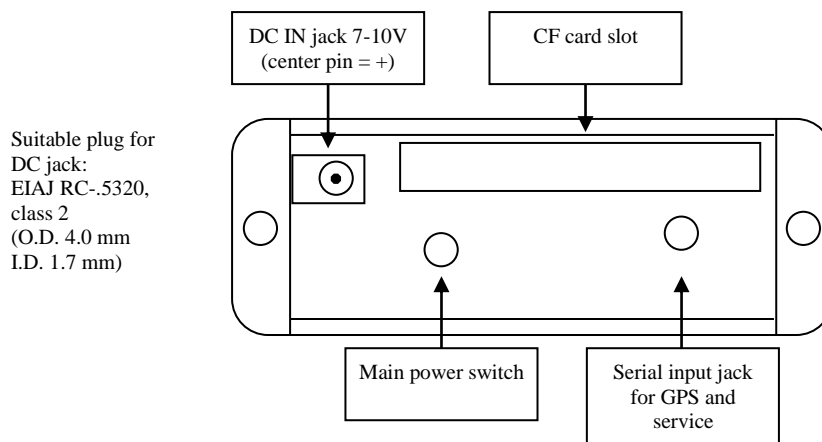 DC IN jack 7-10V
(center pin = +)
CF card slot
Suitable plug for
DC jack:
EIAJ RC-.5320,
class 2
(O.D. 4.0 mm
I.D. 1.7 mm)
Main power switch
Serial input jack
for GPS and
service